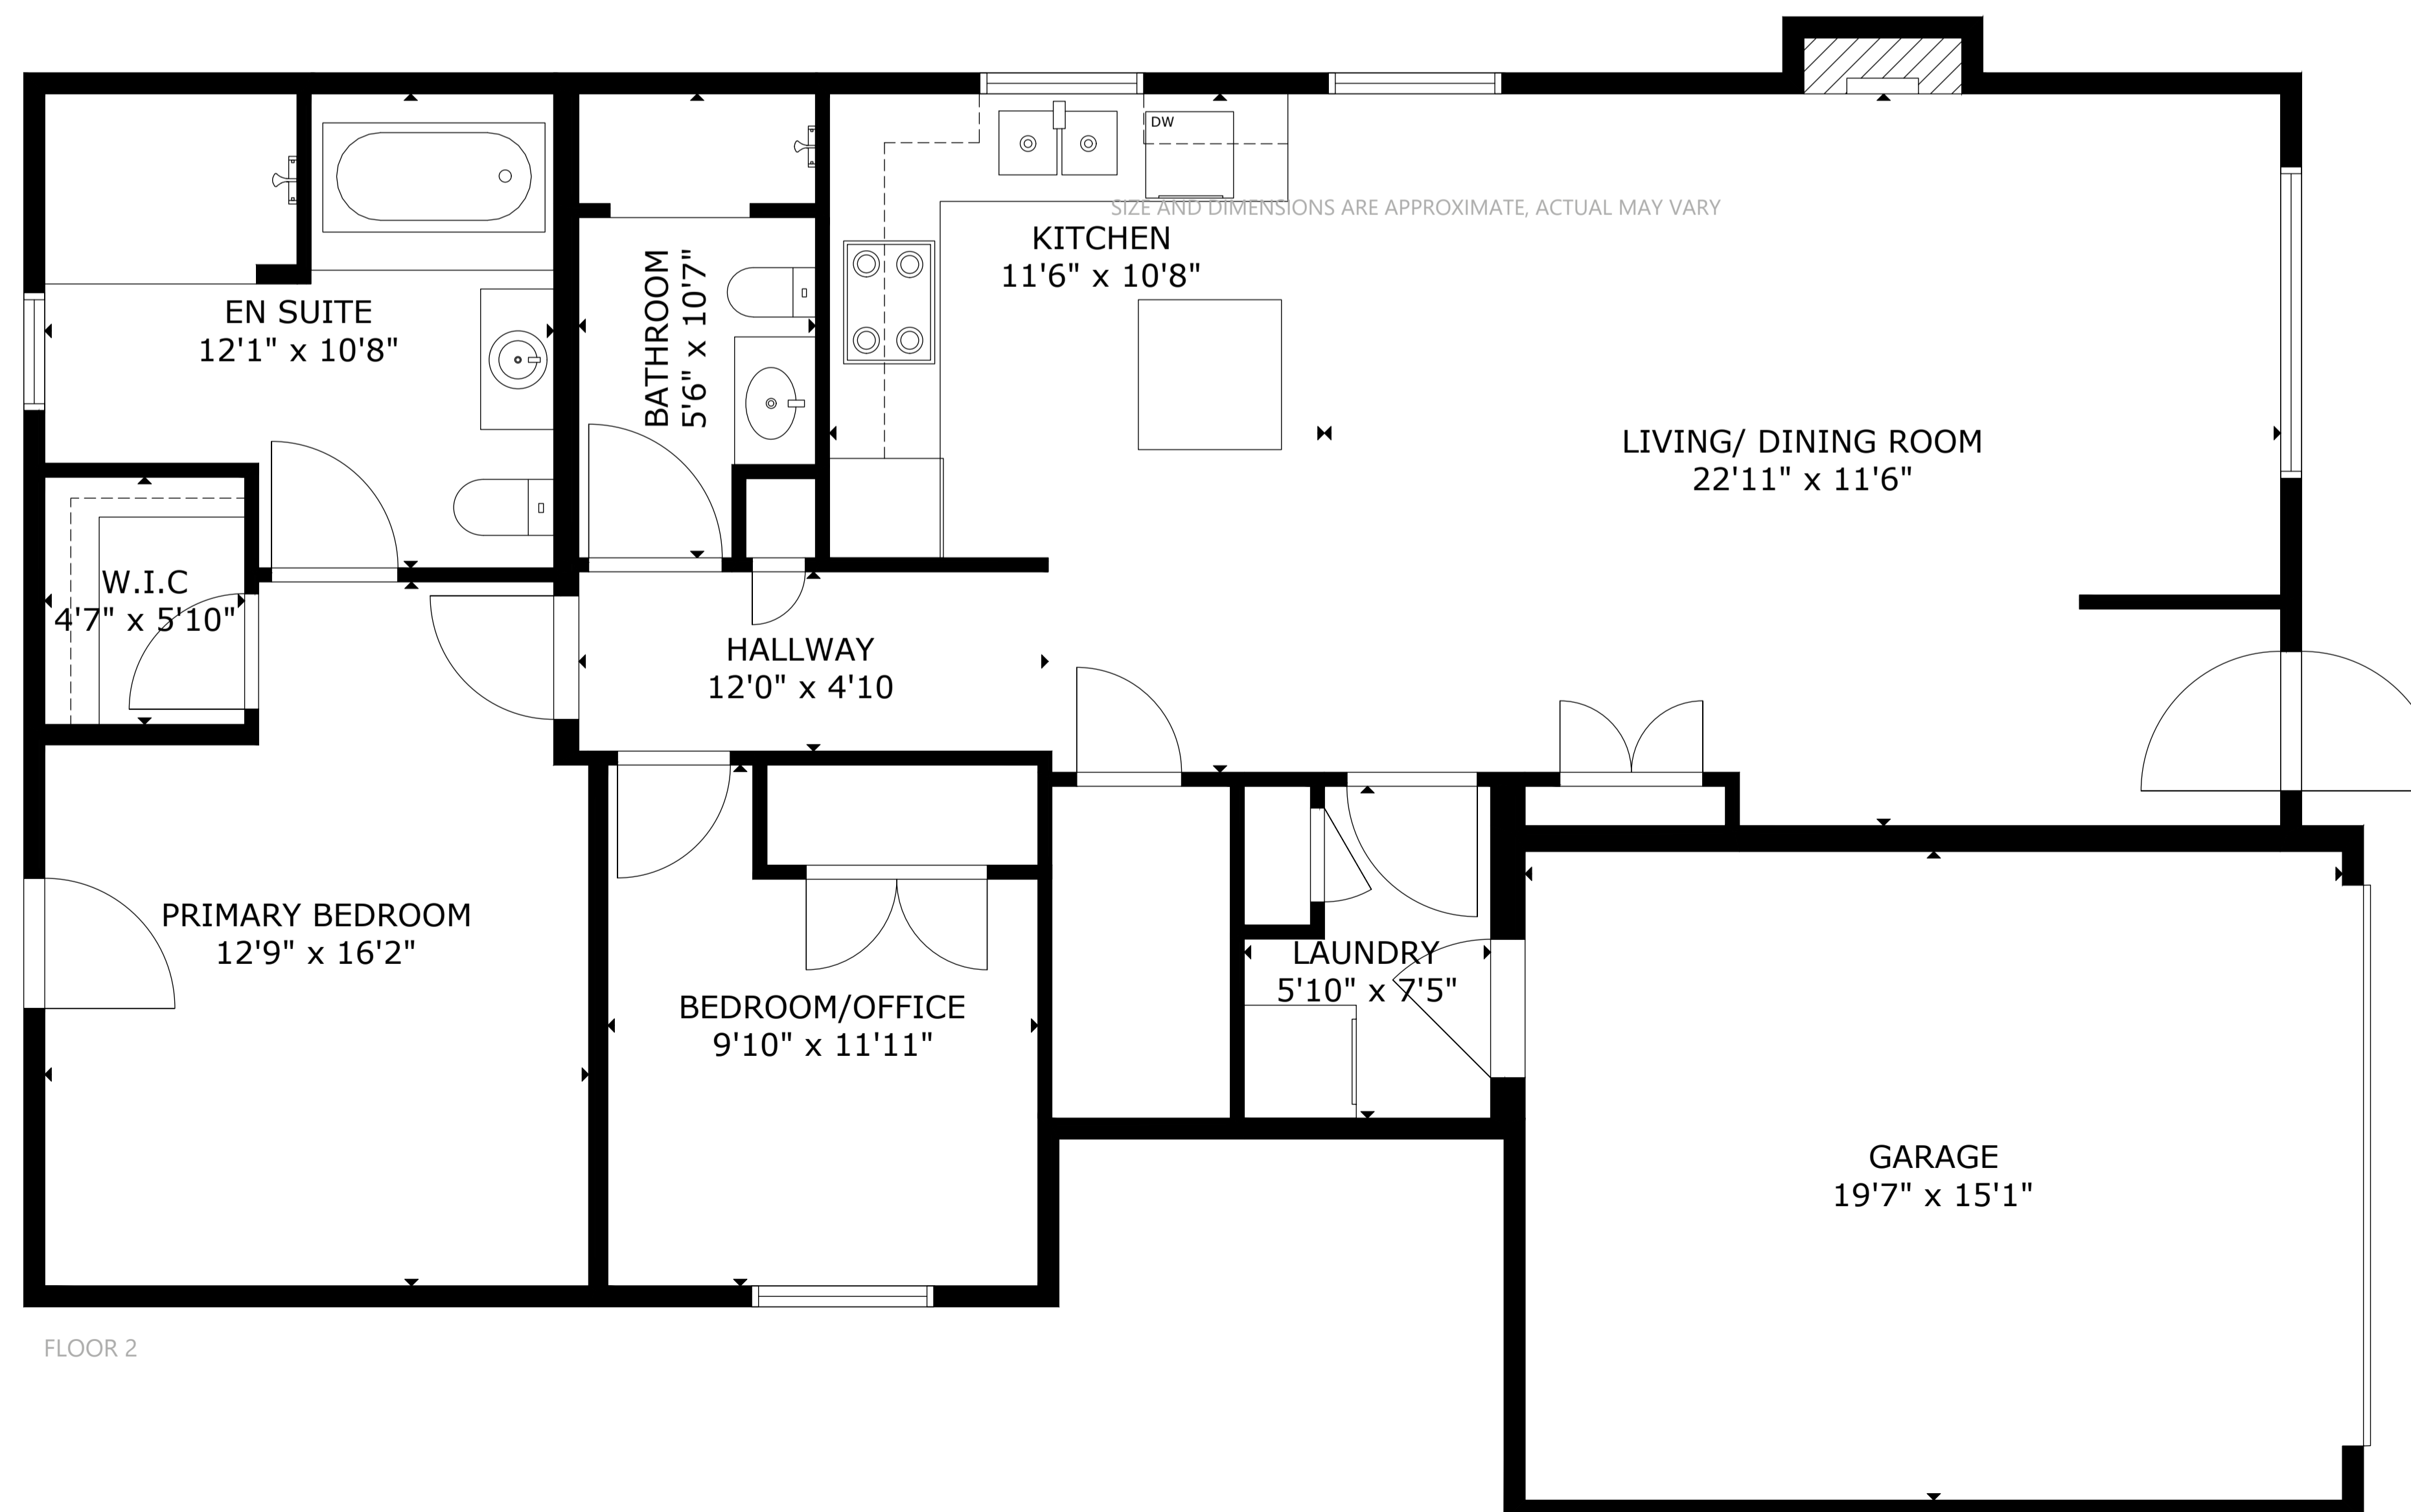 DW
SIZE AND DIMENSIONS ARE APPROXIMATE, ACTUAL MAY VARY
KITCHEN
11'6" x 10'8"
EN SUITE
12'1" x 10'8"
BATHROOM
5'6" x 10'7"
LIVING/ DINING ROOM
22'11" x 11'6"
W.I.C
4'7" x 5'10"
HALLWAY
12'0" x 4'10
PRIMARY BEDROOM
12'9" x 16'2"
LAUNDRY
5'10" x 7'5"
BEDROOM/OFFICE
9'10" x 11'11"
GARAGE
19'7" x 15'1"
FLOOR 2